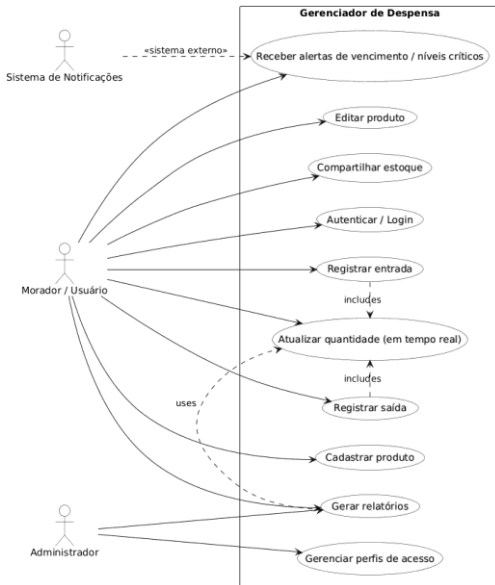 Gerenciador de Despensa
Sistema de Notificações
«sistema externo»
Receber alertas de vencimento / níveis críticos
Editar produto
Compartilhar estoque
Autenticar / Login
Morador / Usuário
Registrar entrada
includes
Atualizar quantidade (em tempo real)
includes
uses
Registrar saída
Cadastrar produto
Gerar relatórios
Administrador
Gerenciar perfis de acesso